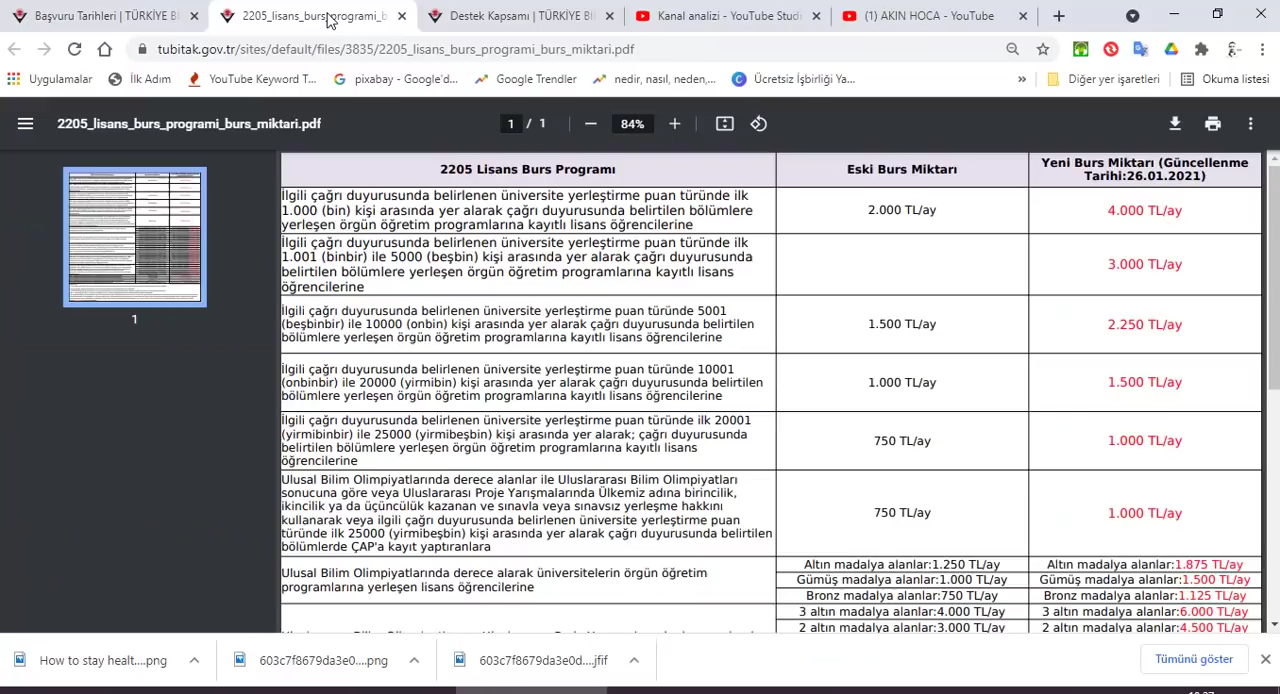 Başvuru Tarihleri | TÜRKİYE Bİ
2205_lisans_burs_programi_b
Destek Kapsamı | TÜRKİYE Bİ
Kanal analizi - YouTube Studi
(1) AKIN HOCA - YouTube
tubitak.gov.tr/sites/default/files/3835/2205_lisans_burs_programi_burs_miktari.pdf
Uygulamalar
İlk Adım
YouTube Keyword T...
pixabay - Google'd...
Google Trendler
nedir, nasıl, neden,...
Ücretsiz İşbirliği Ya...
»
Diğer yer işaretleri
Okuma listesi
2205_lisans_burs_programi_burs_miktari.pdf
1 / 1
84%
1
2205 Lisans Burs Programı
Eski Burs Miktarı
Yeni Burs Miktarı (Güncellenme
Tarihi:26.01.2021)
İlgili çağrı duyurusunda belirlenen üniversite yerleştirme puan türünde ilk
1.000 (bin) kişi arasında yer alarak çağrı duyurusunda belirtilen bölümlere
yerleşen örgün öğretim programlarına kayıtlı lisans öğrencilerine
2.000 TL/ay
4.000 TL/ay
İlgili çağrı duyurusunda belirlenen üniversite yerleştirme puan türünde ilk
1.001 (binbir) ile 5000 (beşbin) kişi arasında yer alarak çağrı duyurusunda
belirtilen bölümlere yerleşen örgün öğretim programlarına kayıtlı lisans
öğrencilerine
3.000 TL/ay
İlgili çağrı duyurusunda belirlenen üniversite yerleştirme puan türünde 5001
(beşbinbir) ile 10000 (onbin) kişi arasında yer alarak çağrı duyurusunda belirtilen
bölümlere yerleşen örgün öğretim programlarına kayıtlı lisans öğrencilerine
1.500 TL/ay
2.250 TL/ay
İlgili çağrı duyurusunda belirlenen üniversite yerleştirme puan türünde 10001
(onbinbir) ile 20000 (yirmibin) kişi arasında yer alarak çağrı duyurusunda belirtilen
bölümlere yerleşen örgün öğretim programlarına kayıtlı lisans öğrencilerine
1.000 TL/ay
1.500 TL/ay
İlgili çağrı duyurusunda belirlenen üniversite yerleştirme puan türünde ilk 20001
(yirmibinbir) ile 25000 (yirmibeşbin) kişi arasında yer alarak; çağrı duyurusunda
belirtilen bölümlere yerleşen örgün öğretim programlarına kayıtlı lisans
öğrencilerine
750 TL/ay
1.000 TL/ay
Ulusal Bilim Olimpiyatlarında derece alanlar ile Uluslararası Bilim Olimpiyatları
sonucuna göre veya Uluslararası Proje Yarışmalarında Ülkemiz adına birincilik,
ikincilik ya da üçüncülük kazanan ve sınavla veya sınavsız yerleşme hakkını
kullanarak veya ilgili çağrı duyurusunda belirlenen üniversite yerleştirme puan
türünde ilk 25000 (yirmibeşbin) kişi arasında yer alarak çağrı duyurusunda belirtilen
bölümlerde ÇAP'a kayıt yaptıranlara
750 TL/ay
1.000 TL/ay
Ulusal Bilim Olimpiyatlarında derece alarak üniversitelerin örgün öğretim
programlarına yerleşen lisans öğrencilerine
Altın madalya alanlar:1.250 TL/ay
Altın madalya alanlar:1.875 TL/ay
Gümüş madalya alanlar:1.000 TL/ay
Gümüş madalya alanlar:1.500 TL/ay
Bronz madalya alanlar:750 TL/ay
Bronz madalya alanlar:1.125 TL/ay
3 altın madalya alanlar:4.000 TL/ay
3 altın madalya alanlar:6.000 TL/ay
2 altın madalya alanlar:3.000 TL/ay
2 altın madalya alanlar:4.500 TL/ay
How to stay healt....png
603c7f8679da3e0....png
603c7f8679da3e0d....jfif
Tümünü göster